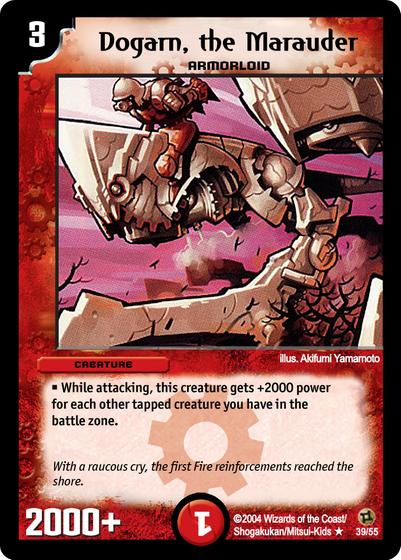 3
Dogarn, the Marauder
ARMORLOID
illus. Akifumi Yamamoto
CREATURE
▪ While attacking, this creature gets +2000 power
for each other tapped creature you have in the
battle zone.
With a raucous cry, the first Fire reinforcements reached the
shore.
2000+
1
©2004 Wizards of the Coast/
Shogakukan/Mitsui-Kids ★ 39/55